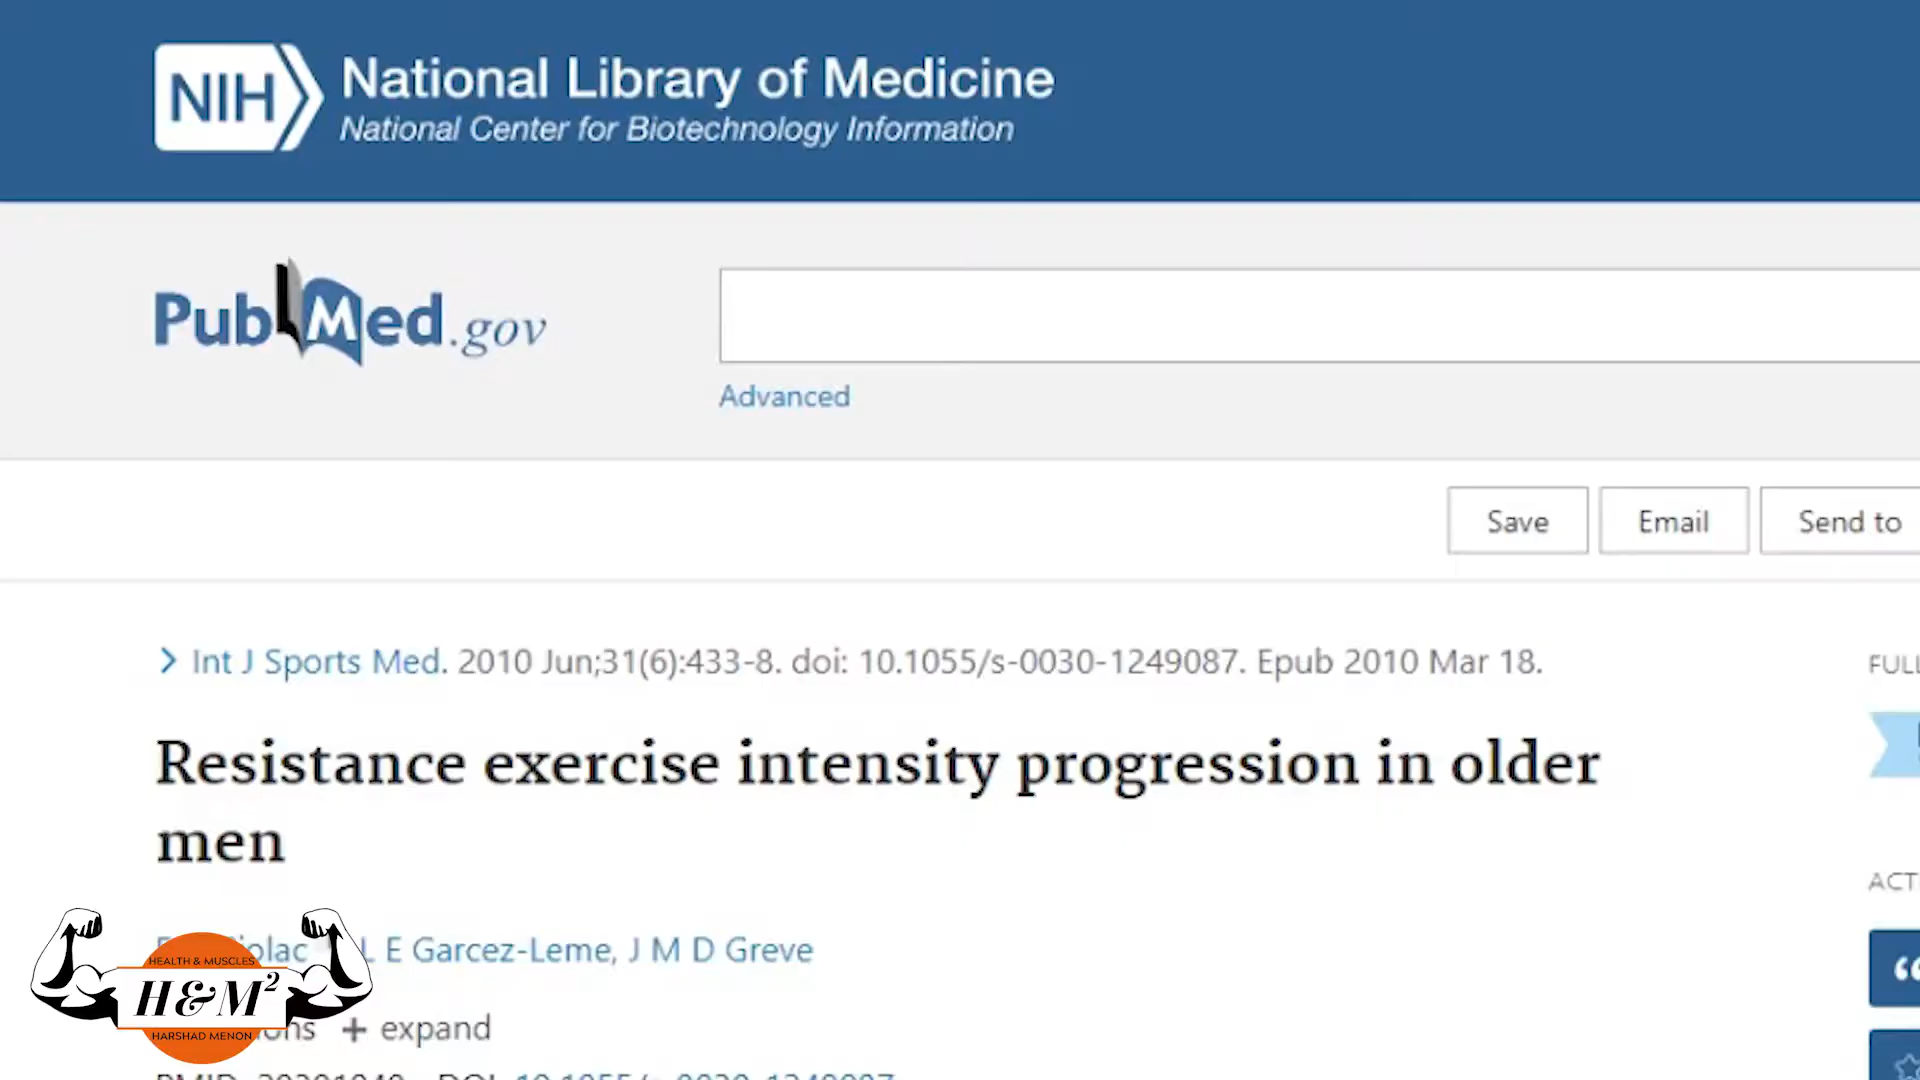 NIH National Library of Medicine
National Center for Biotechnology Information
PubMed.gov
Advanced
Save Email Send to
Int J Sports Med. 2010 Jun;31(6):433-8. doi: 10.1055/s-0030-1249087. Epub 2010 Mar 18.
FULL
Resistance exercise intensity progression in older
men
ACT
L E Garcez-Leme, J M D Greve
HEALTH & MUSCLES
H&M²
HARSHAD MENON
+ expand